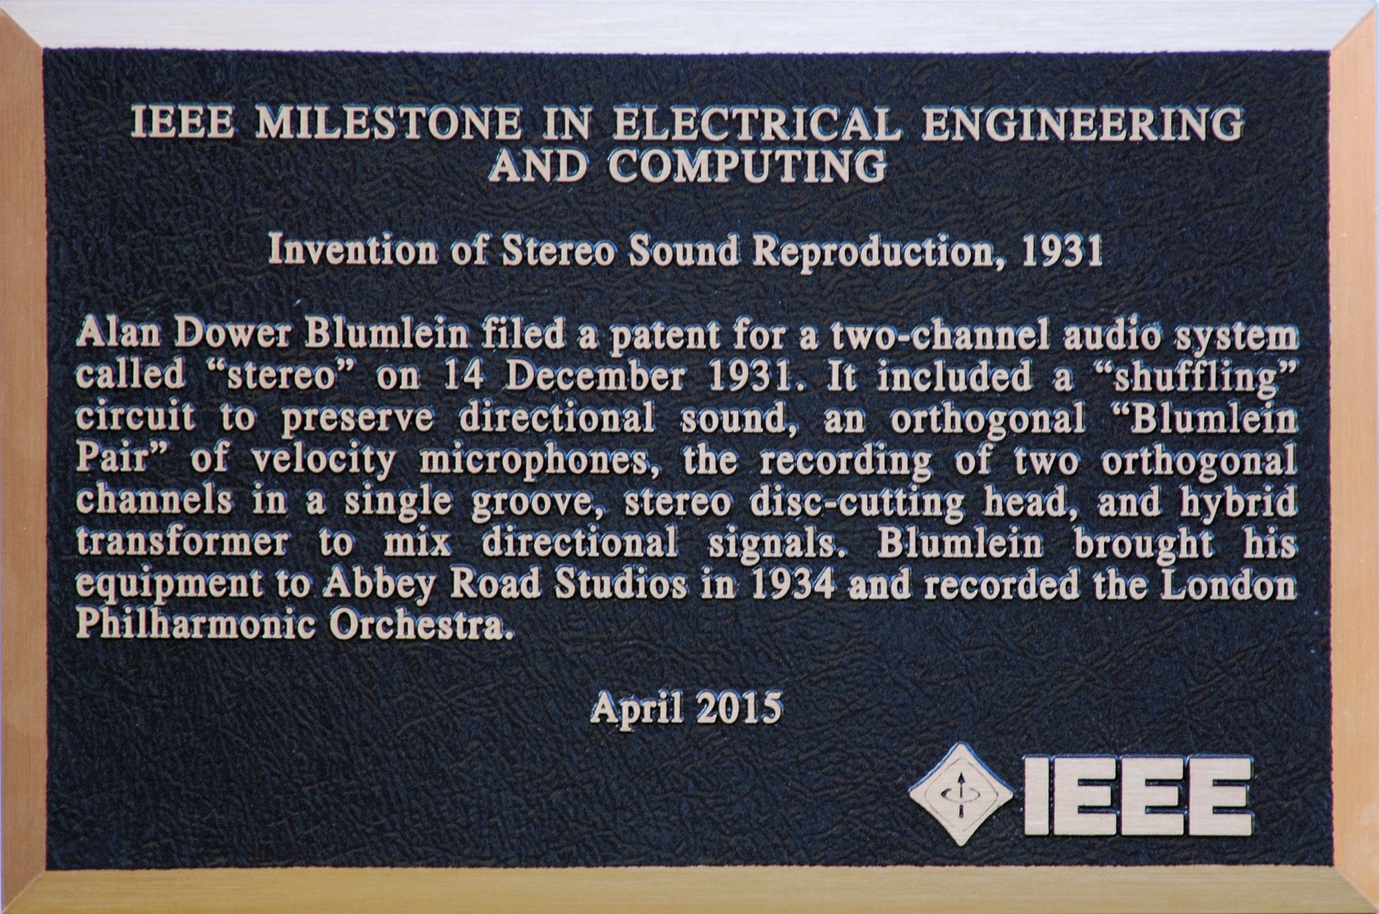 IEEE MILESTONE IN ELECTRICAL ENGINEERING
AND COMPUTING
Invention of Stereo Sound Reproduction, 1931
Alan Dower Blumlein filed a patent for a two-channel audio system
called “stereo” on 14 December 1931. It included a “shuffling”
circuit to preserve directional sound, an orthogonal “Blumlein
Pair” of velocity microphones, the recording of two orthogonal
channels in a single groove, stereo disc-cutting head, and hybrid
transformer to mix directional signals. Blumlein brought his
equipment to Abbey Road Studios in 1934 and recorded the London
Philharmonic Orchestra.
April 2015
IEEE